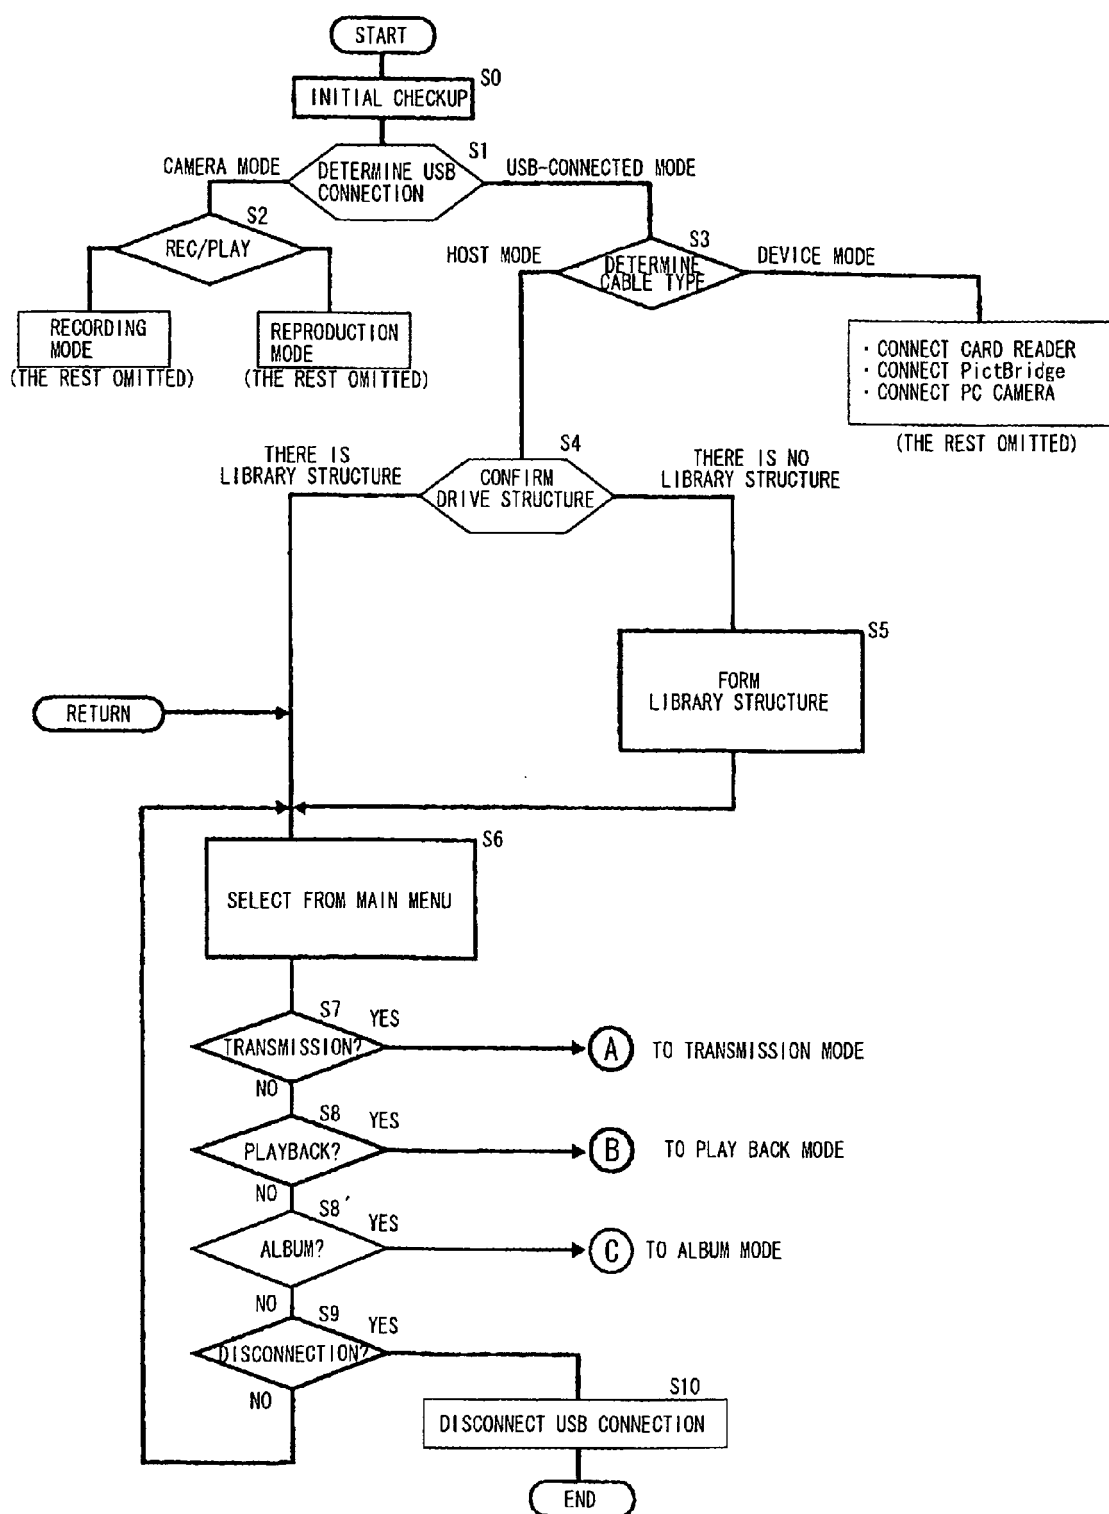 START
S0
INITIAL CHECKUP
S1
CAMERA MODE
DETERMINE USB
CONNECTION
USB-CONNECTED MODE
S2
REC/PLAY
S3
HOST MODE
DETERMINE
CABLE TYPE
DEVICE MODE
RECORDING
MODE
(THE REST OMITTED)
REPRODUCTION
MODE
(THE REST OMITTED)
· CONNECT CARD READER
· CONNECT PictBridge
· CONNECT PC CAMERA
(THE REST OMITTED)
S4
THERE IS
LIBRARY STRUCTURE
CONFIRM
DRIVE STRUCTURE
THERE IS NO
LIBRARY STRUCTURE
S5
FORM
LIBRARY STRUCTURE
RETURN
S6
SELECT FROM MAIN MENU
S7
TRANSMISSION?
YES
A TO TRANSMISSION MODE
NO
S8
PLAYBACK?
YES
B TO PLAY BACK MODE
NO
S8'
ALBUM?
YES
C TO ALBUM MODE
NO
S9
DISCONNECTION?
YES
NO
S10
DISCONNECT USB CONNECTION
END